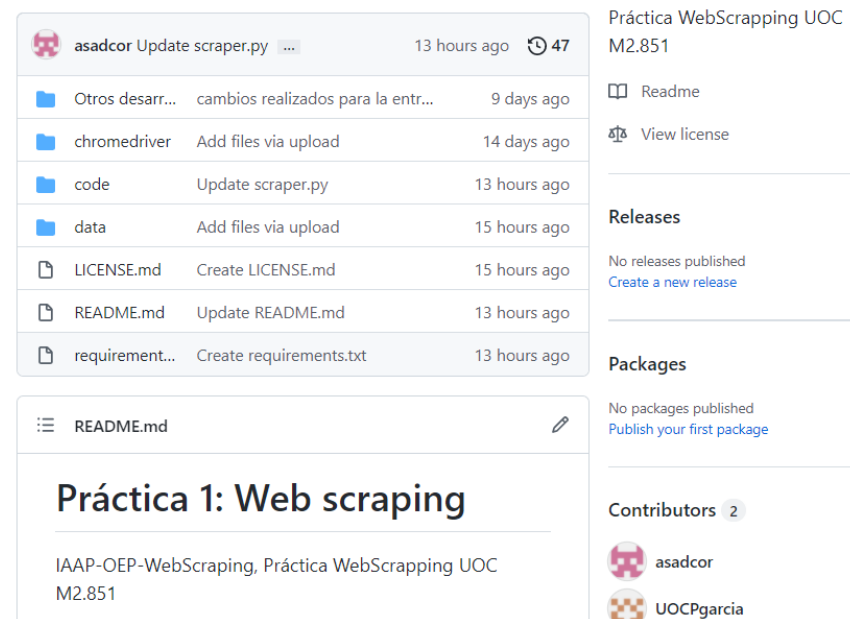 asadcor Update scraper.py ... 13 hours ago 47
Otros desarr... cambios realizados para la entr... 9 days ago
chromedriver Add files via upload 14 days ago
code Update scraper.py 13 hours ago
data Add files via upload 15 hours ago
LICENSE.md Create LICENSE.md 15 hours ago
README.md Update README.md 13 hours ago
requirement... Create requirements.txt 13 hours ago
README.md
Práctica 1: Web scraping
IAAP-OEP-WebScraping, Práctica WebScrapping UOC
M2.851
Práctica WebScrapping UOC
M2.851
Readme
View license
Releases
No releases published
Create a new release
Packages
No packages published
Publish your first package
Contributors 2
asadcor
UOCPgarcia